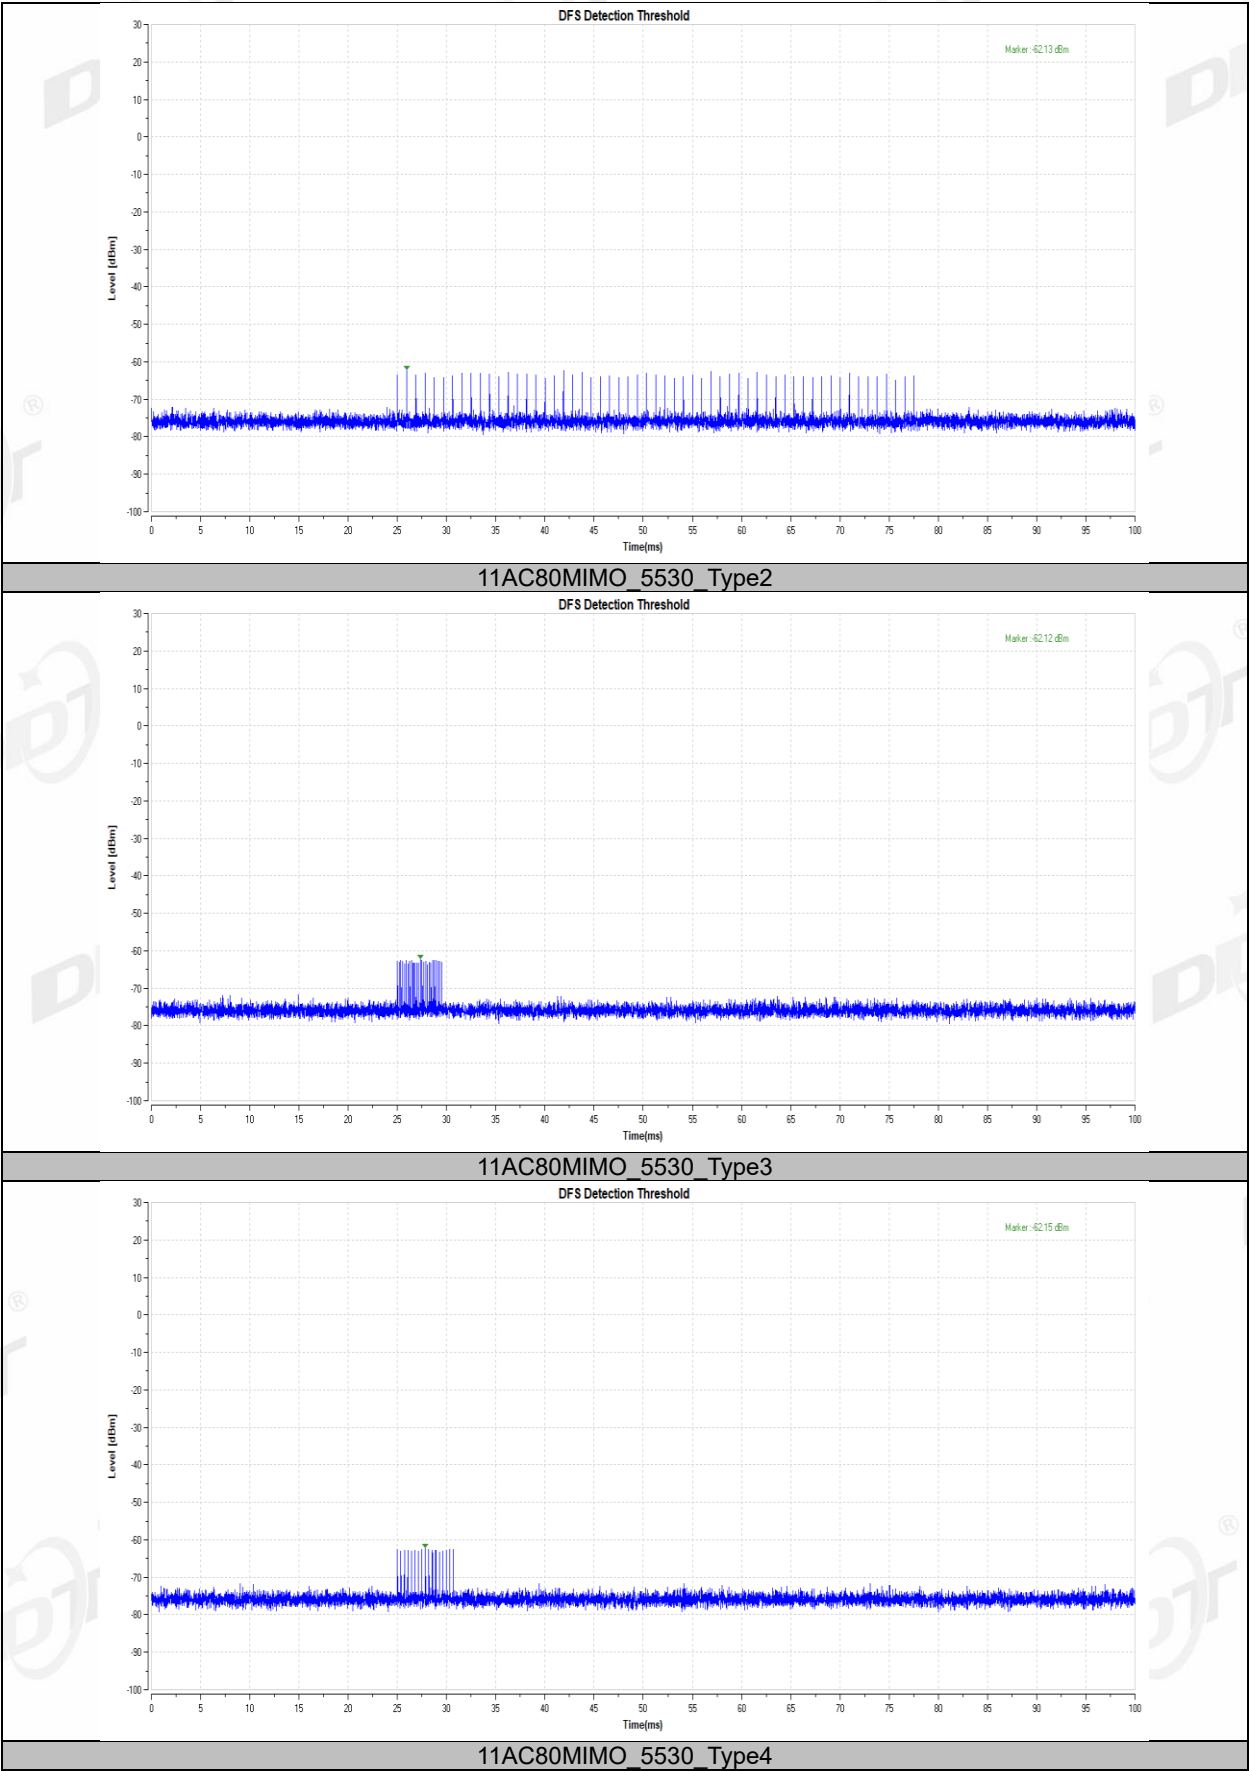 DFS Detection Threshold
Marker:-62.13 dBm
30
20
10
0
-10
-20
-30
-40
-50
-60
-70
-80
-90
-100
Level [dBm]
0 5 10 15 20 25 30 35 40 45 50 55 60 65 70 75 80 85 90 95 100
Time(ms)
11AC80MIMO_5530_Type2
DFS Detection Threshold
Marker:-62.12 dBm
30
20
10
0
-10
-20
-30
-40
-50
-60
-70
-80
-90
-100
Level [dBm]
0 5 10 15 20 25 30 35 40 45 50 55 60 65 70 75 80 85 90 95 100
Time(ms)
11AC80MIMO_5530_Type3
DFS Detection Threshold
Marker:-62.15 dBm
30
20
10
0
-10
-20
-30
-40
-50
-60
-70
-80
-90
-100
Level [dBm]
0 5 10 15 20 25 30 35 40 45 50 55 60 65 70 75 80 85 90 95 100
Time(ms)
11AC80MIMO_5530_Type4